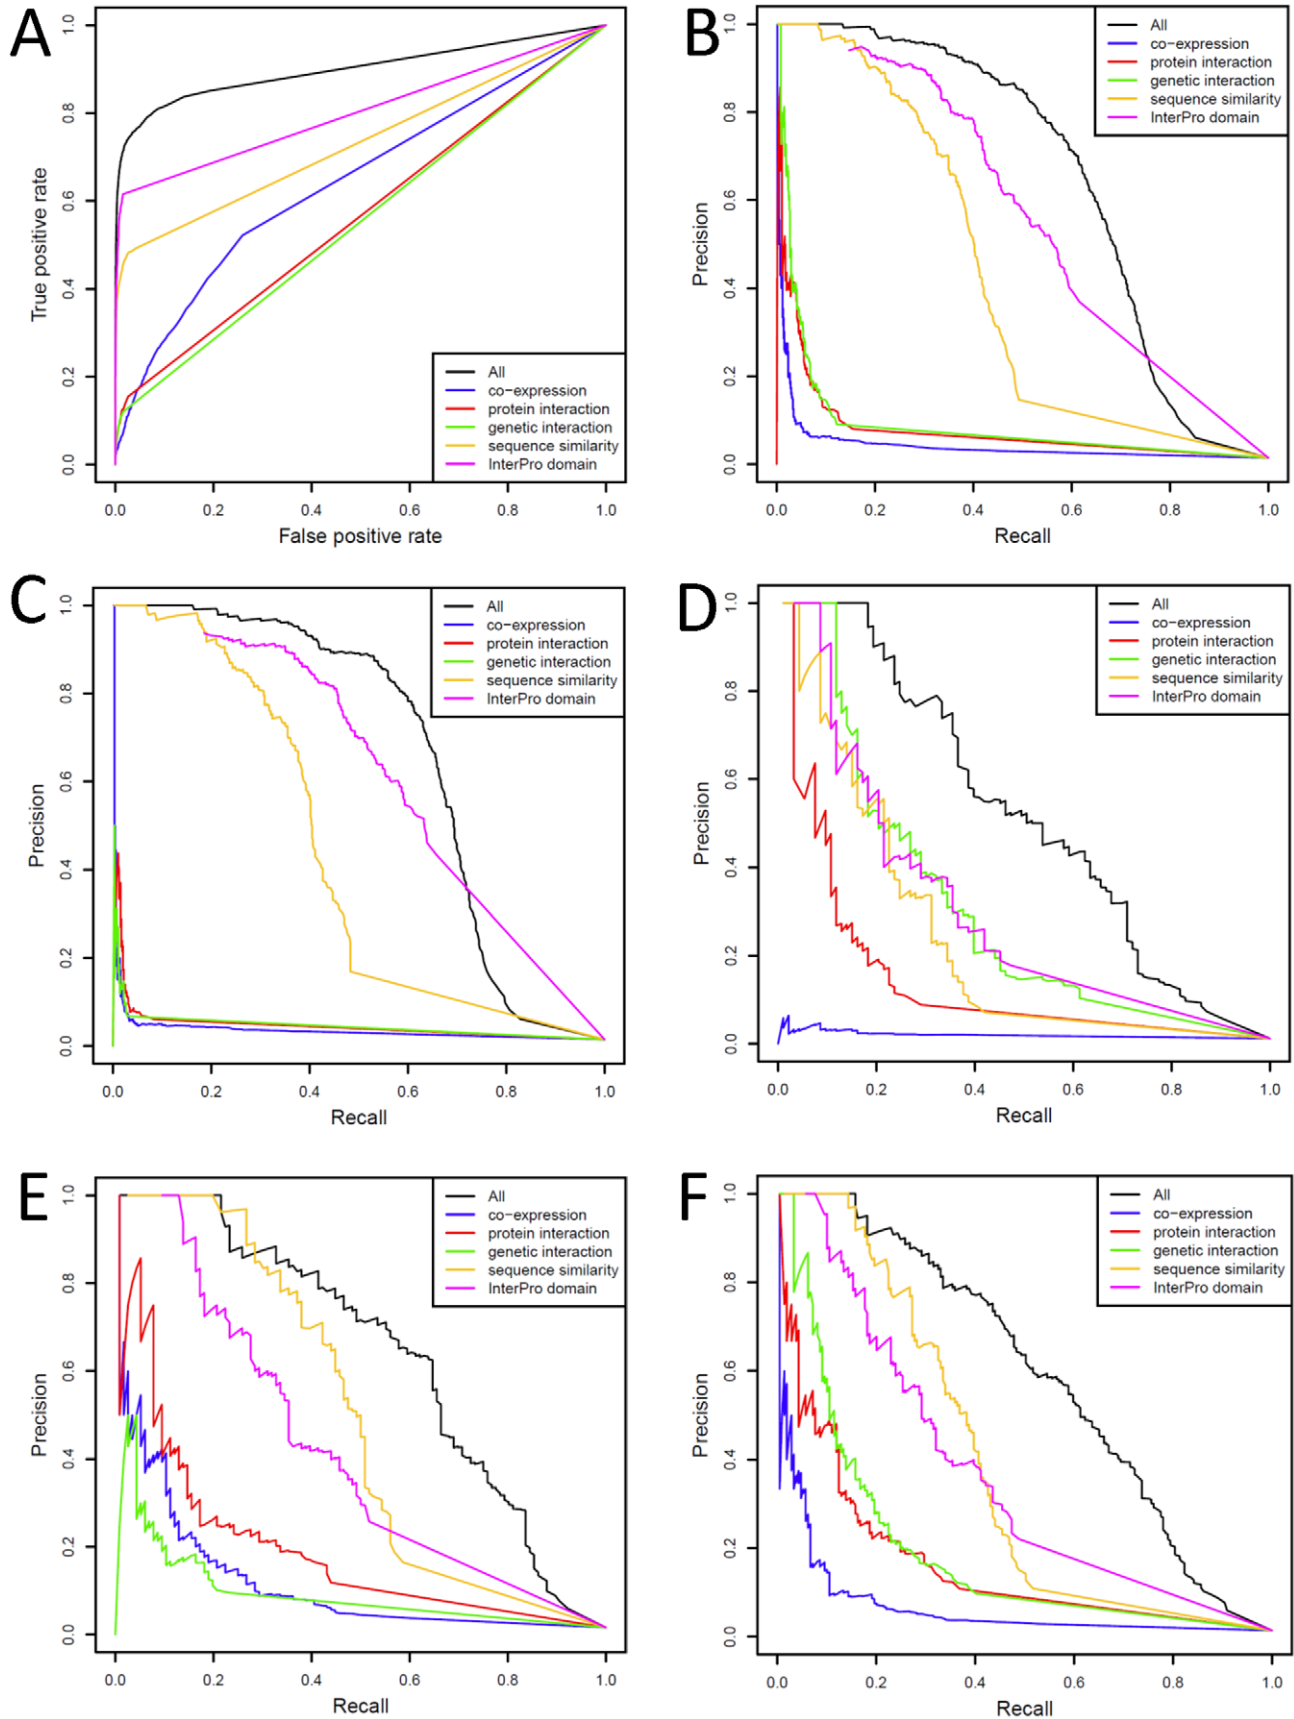 A
1.0
0.8
0.6
0.4
0.2
0.0
True positive rate
All
co−expression
protein interaction
genetic interaction
sequence similarity
InterPro domain
0.0 0.2 0.4 0.6 0.8 1.0
False positive rate
B
1.0
0.8
0.6
0.4
0.2
0.0
Precision
All
co−expression
protein interaction
genetic interaction
sequence similarity
InterPro domain
0.0 0.2 0.4 0.6 0.8 1.0
Recall
C
1.0
0.8
0.6
0.4
0.2
0.0
Precision
All
co−expression
protein interaction
genetic interaction
sequence similarity
InterPro domain
0.0 0.2 0.4 0.6 0.8 1.0
Recall
D
1.0
0.8
0.6
0.4
0.2
0.0
Precision
All
co−expression
protein interaction
genetic interaction
sequence similarity
InterPro domain
0.0 0.2 0.4 0.6 0.8 1.0
Recall
E
1.0
0.8
0.6
0.4
0.2
0.0
Precision
All
co−expression
protein interaction
genetic interaction
sequence similarity
InterPro domain
0.0 0.2 0.4 0.6 0.8 1.0
Recall
F
1.0
0.8
0.6
0.4
0.2
0.0
Precision
All
co−expression
protein interaction
genetic interaction
sequence similarity
InterPro domain
0.0 0.2 0.4 0.6 0.8 1.0
Recall